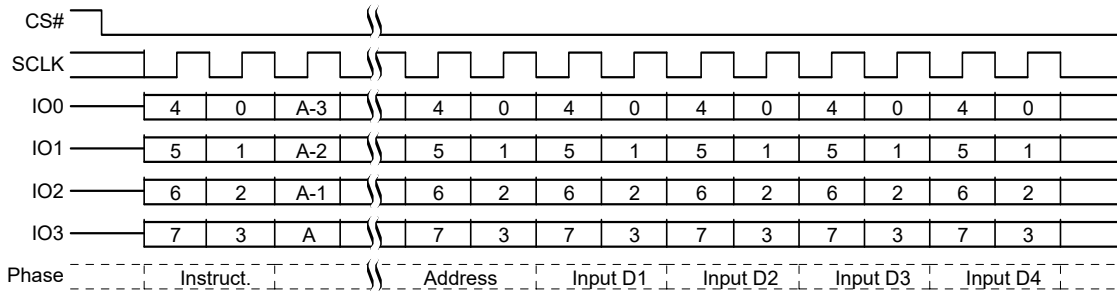 CS#
SCLK
IO0 4 0 A-3 4 0 4 0 4 0 4 0 4 0
IO1 5 1 A-2 5 1 5 1 5 1 5 1 5 1
IO2 6 2 A-1 6 2 6 2 6 2 6 2 6 2
IO3 7 3 A 7 3 7 3 7 3 7 3 7 3
Phase Instruct. Address Input D1 Input D2 Input D3 Input D4